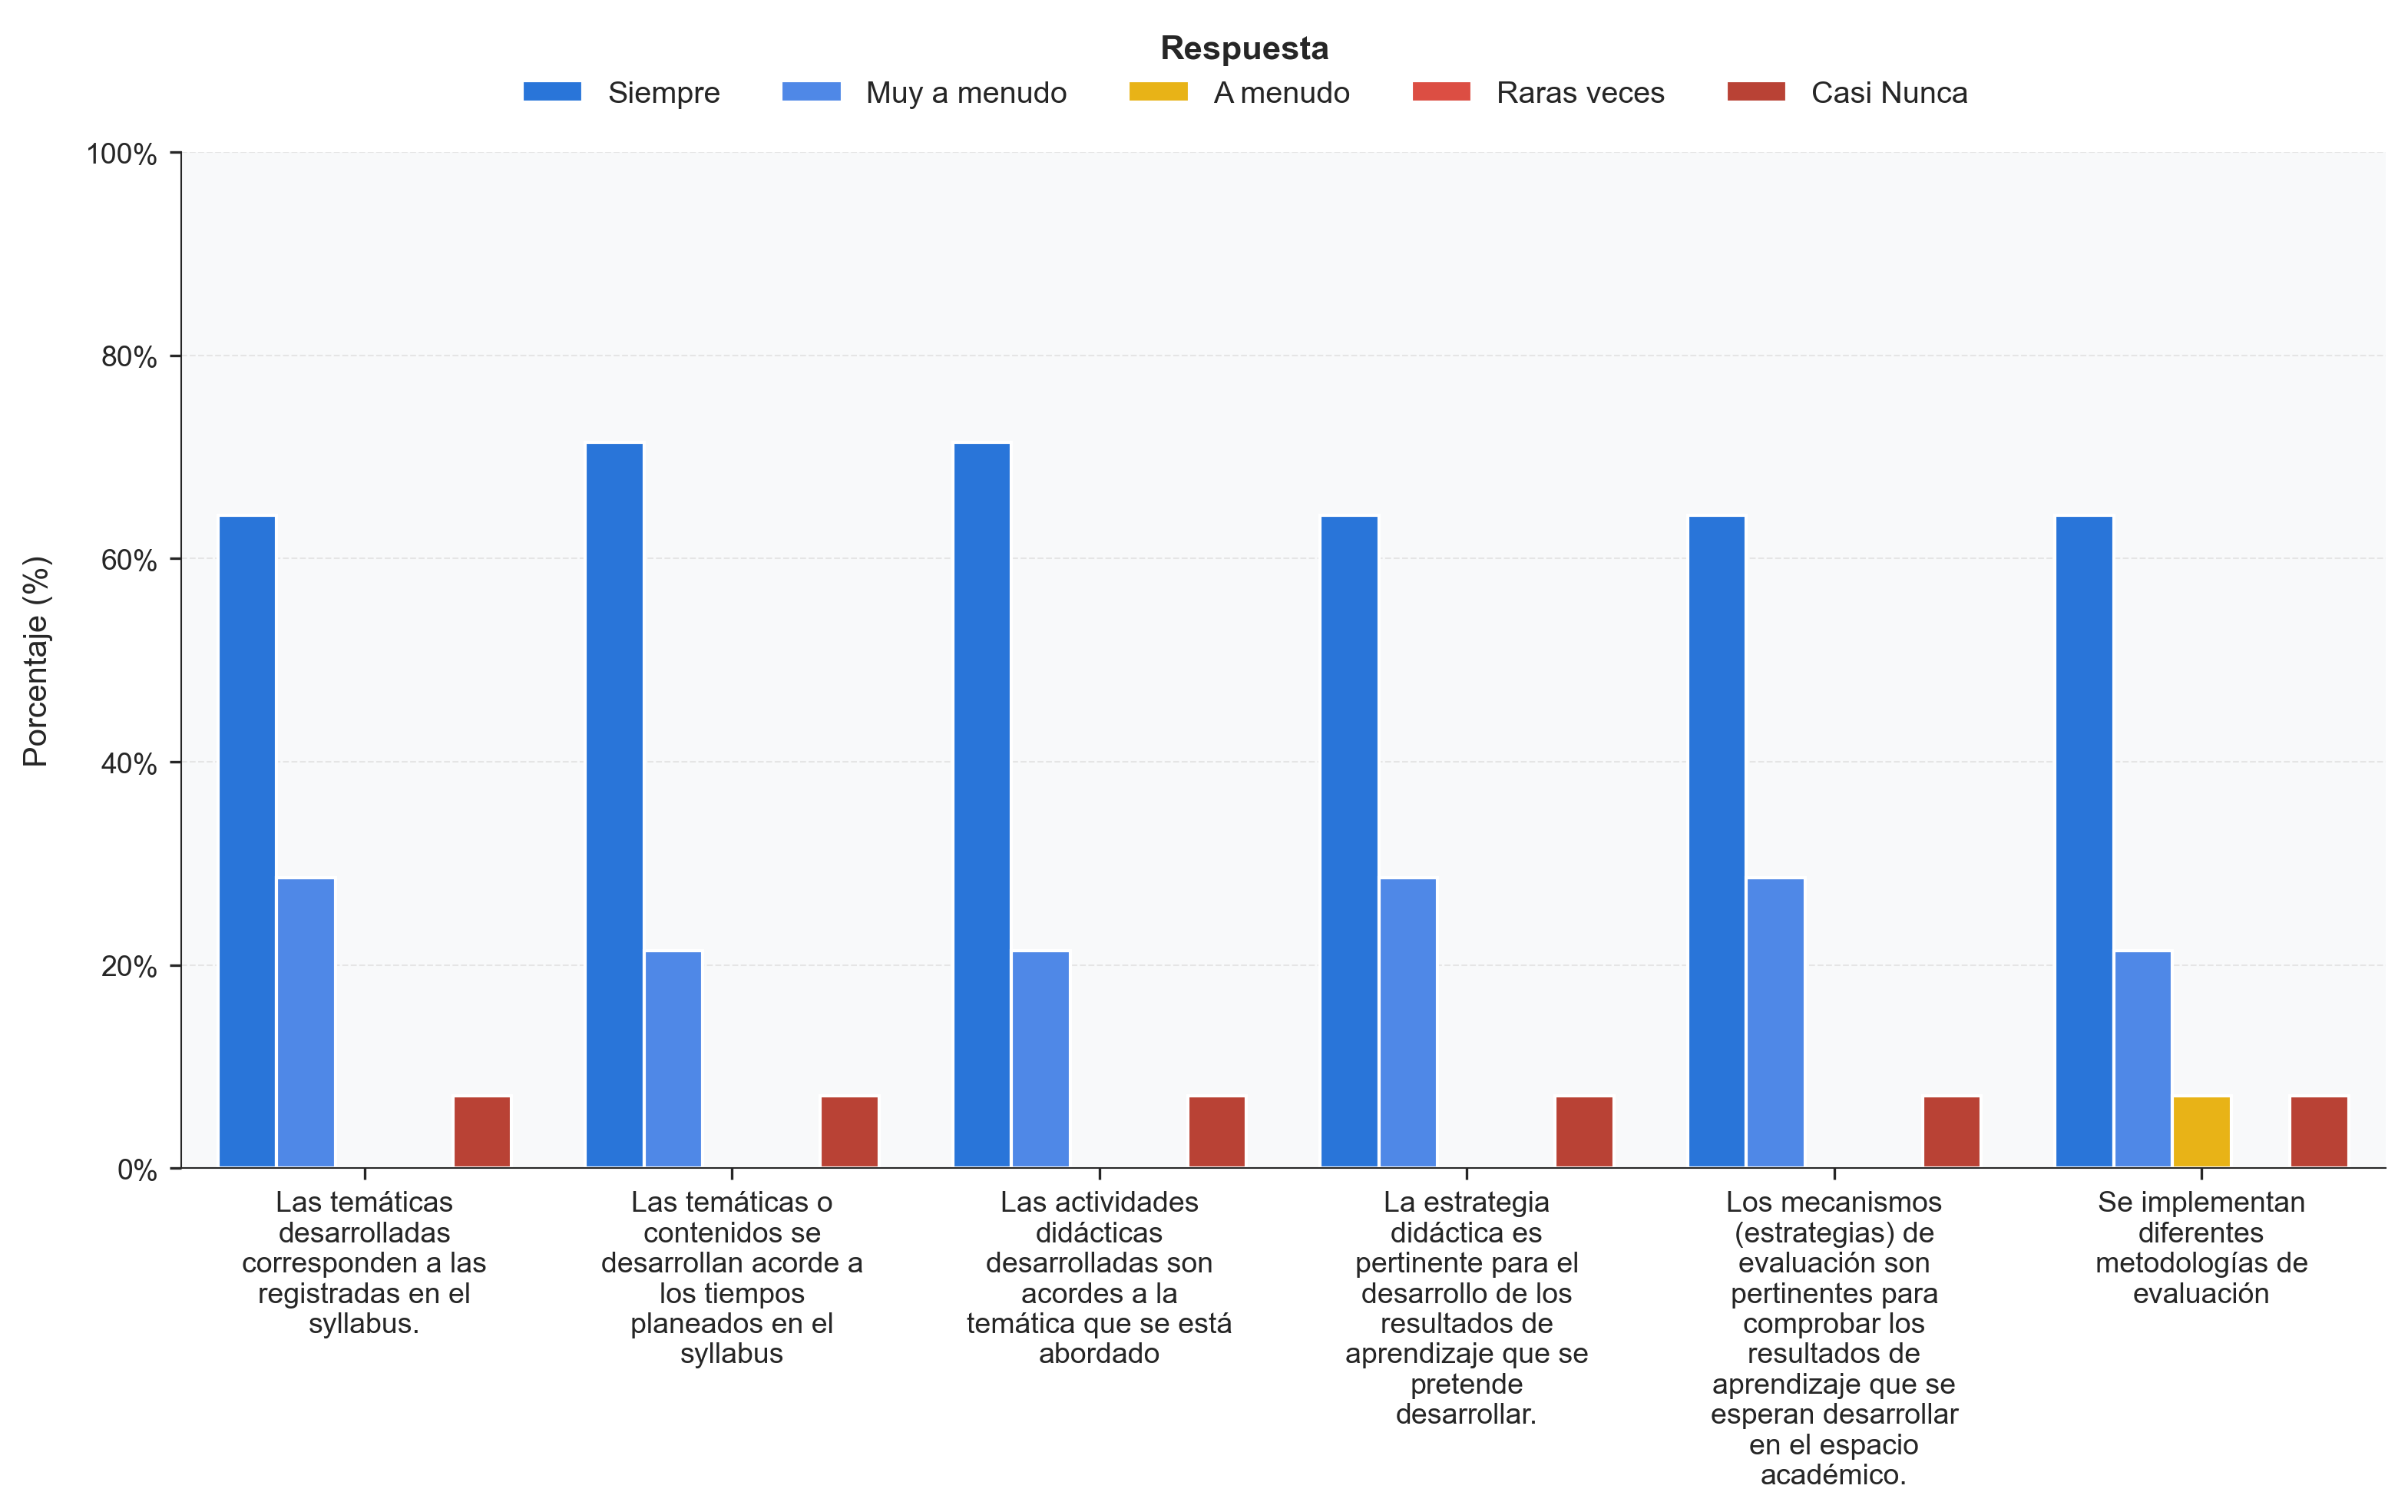 Respuesta
Siempre
Muy a menudo
A menudo
Raras veces
Casi Nunca
Porcentaje (%)
100%
80%
60%
40%
20%
0%
Las temáticas
desarrolladas
corresponden a las
registradas en el
syllabus.
Las temáticas o
contenidos se
desarrollan acorde a
los tiempos
planeados en el
syllabus
Las actividades
didácticas
desarrolladas son
acordes a la
temática que se está
abordado
La estrategia
didáctica es
pertinente para el
desarrollo de los
resultados de
aprendizaje que se
pretende
desarrollar.
Los mecanismos
(estrategias) de
evaluación son
pertinentes para
comprobar los
resultados de
aprendizaje que se
esperan desarrollar
en el espacio
académico.
Se implementan
diferentes
metodologías de
evaluación